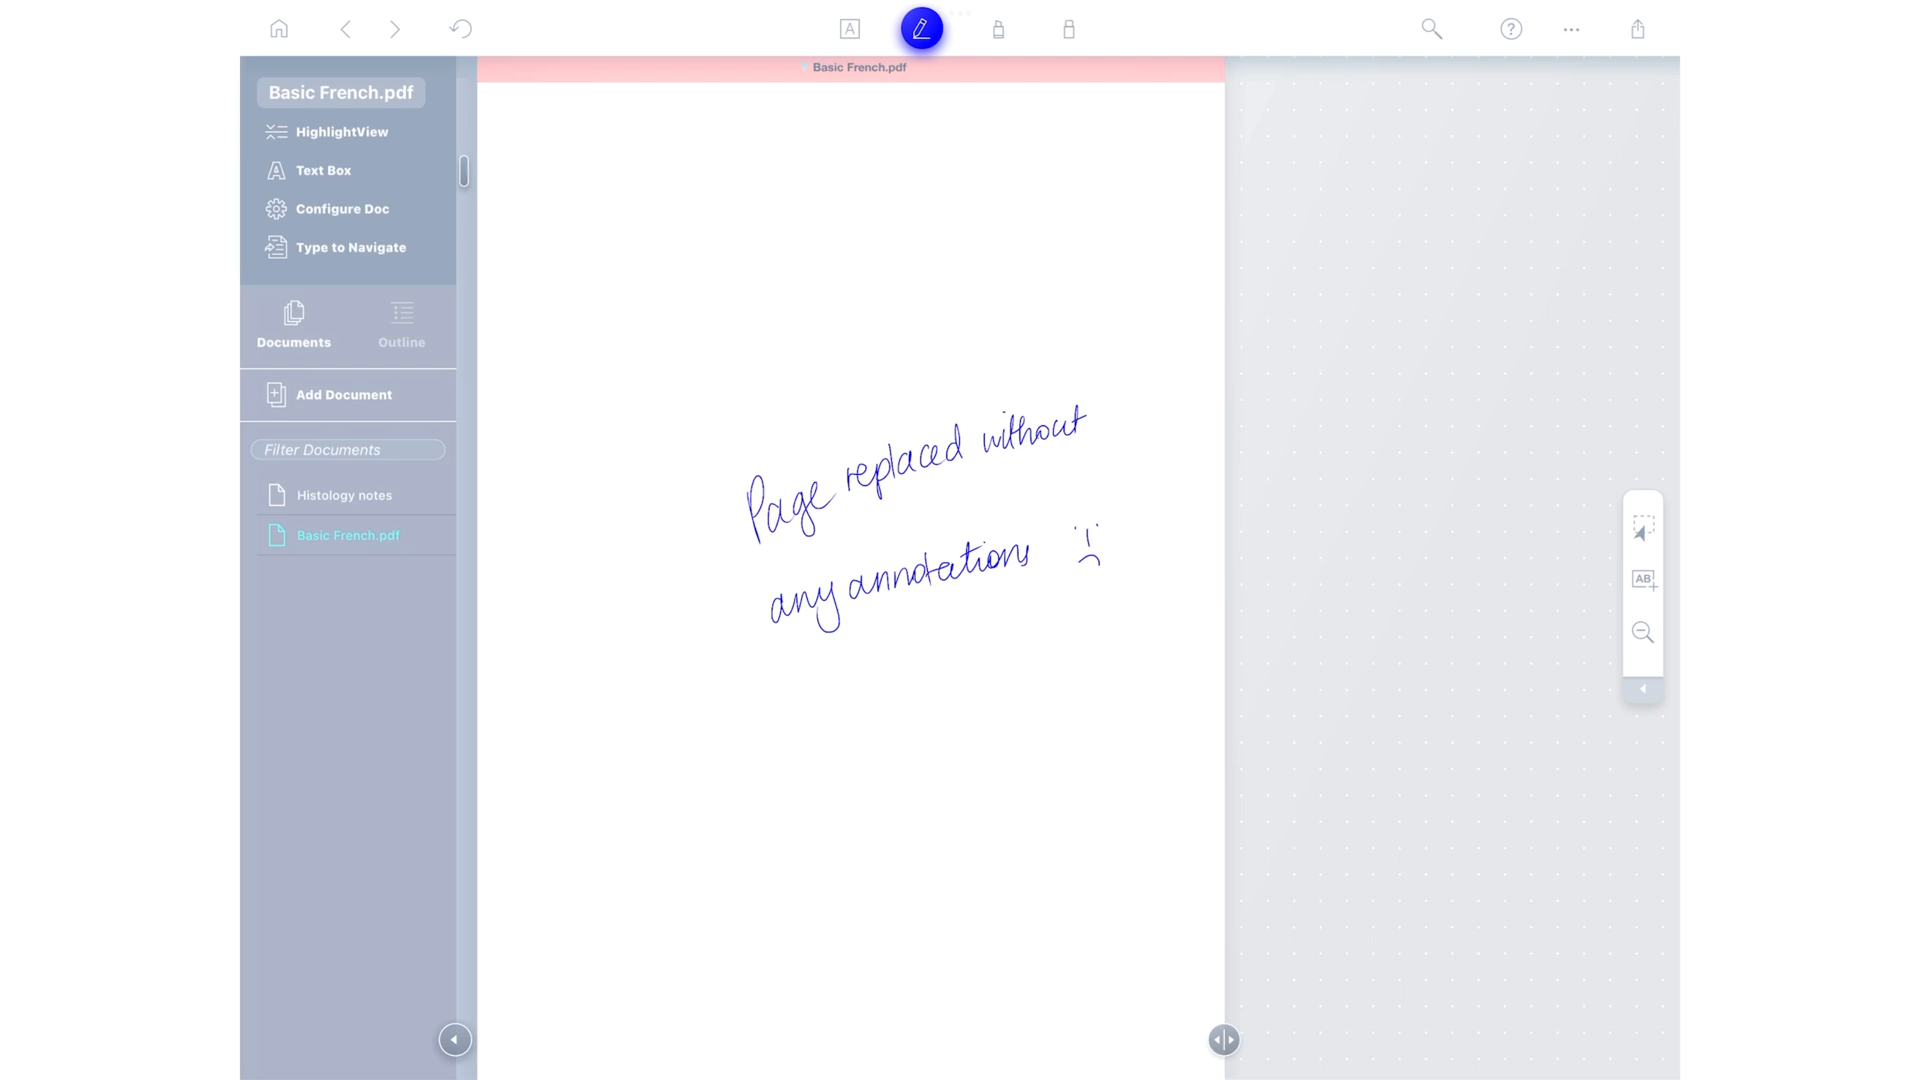 A
Basic French.pdf
Basic French.pdf
HighlightView
Text Box
Configure Doc
Type to Navigate
Documents
Outline
Add Document
Filter Documents
Histology notes
Basic French.pdf
Page replaced without
any annotations :(
AB